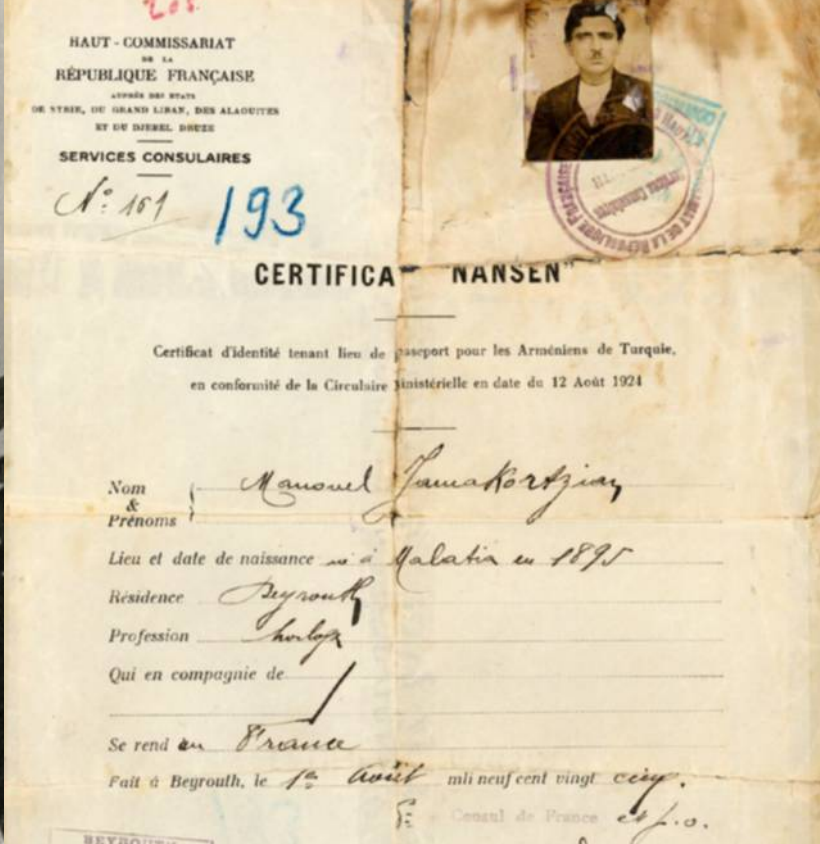 205
HAUT-COMMISSARIAT
DE LA
RÉPUBLIQUE FRANÇAISE
AUPRÈS DES ETATS
DE SYRIE, DU GRAND LIBAN, DES ALAOUITES
ET DU DJEBEL DRUZE
SERVICES CONSULAIRES
N° 161
193
CERTIFICA NANSEN"
Certificat d'identité tenant lieu de passeport pour les Arméniens de Turquie,
en conformité de la Circulaire Ministérielle en date du 12 Août 1924
Nom & Prénoms Manouel JamaKortzian
Lieu et date de naissance né à Malatia en 1895
Résidence Beyrouth
Profession
Qui en compagnie de /
Se rend en France
Fait à Beyrouth, le 1er Août mli neuf cent vingt cinq.
Consul de France
BEYROUTH